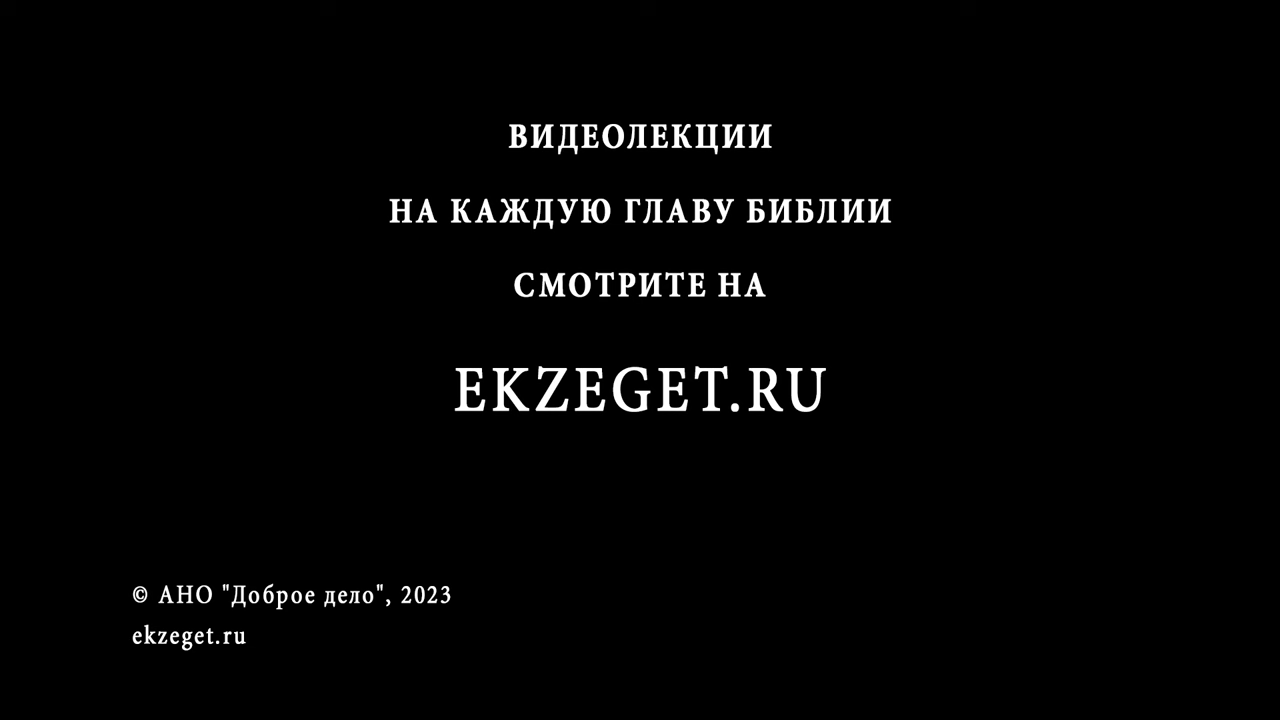 ВИДЕОЛЕКЦИИ
НА КАЖДУЮ ГЛАВУ БИБЛИИ
СМОТРИТЕ НА
EKZEGET.RU
© АНО "Доброе дело", 2023
ekzeget.ru